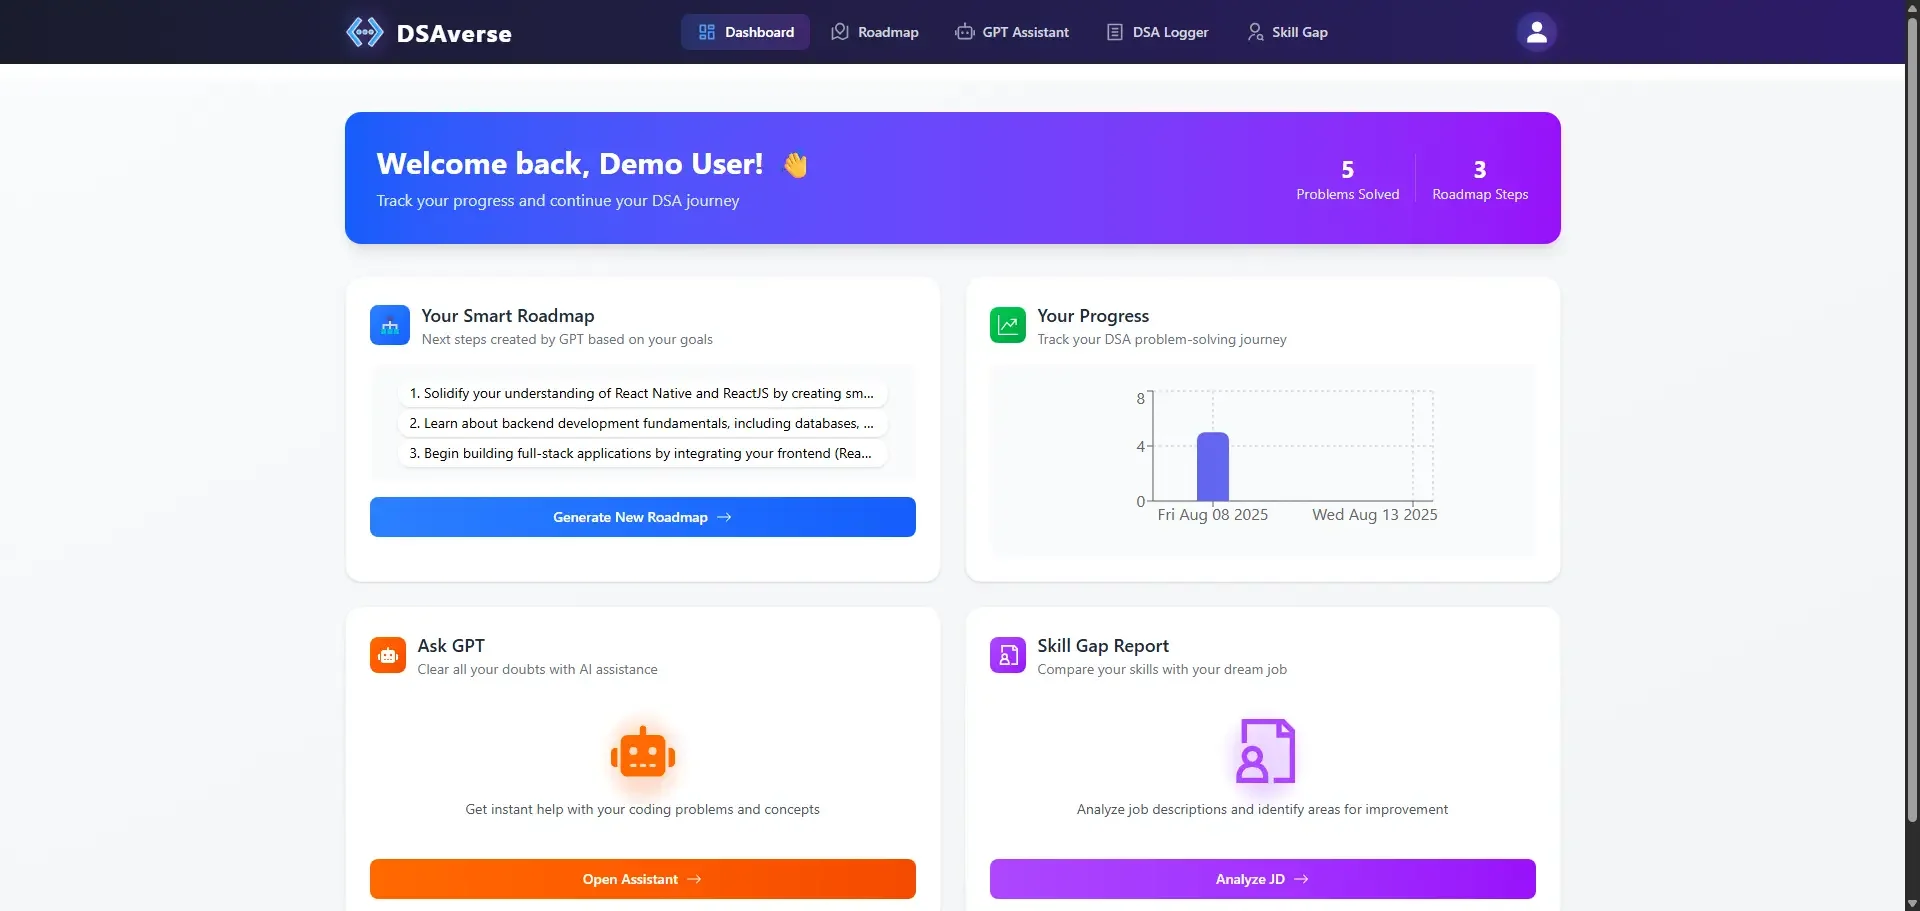 DSAverse
Dashboard
Roadmap
GPT Assistant
DSA Logger
Skill Gap
Welcome back, Demo User! 👋
Track your progress and continue your DSA journey
5
Problems Solved
3
Roadmap Steps
Your Smart Roadmap
Next steps created by GPT based on your goals
1. Solidify your understanding of React Native and ReactJS by creating sm...
2. Learn about backend development fundamentals, including databases, ...
3. Begin building full-stack applications by integrating your frontend (Rea...
Generate New Roadmap →
Your Progress
Track your DSA problem-solving journey
8
4
0
Fri Aug 08 2025
Wed Aug 13 2025
Ask GPT
Clear all your doubts with AI assistance
Get instant help with your coding problems and concepts
Open Assistant →
Skill Gap Report
Compare your skills with your dream job
Analyze job descriptions and identify areas for improvement
Analyze JD →